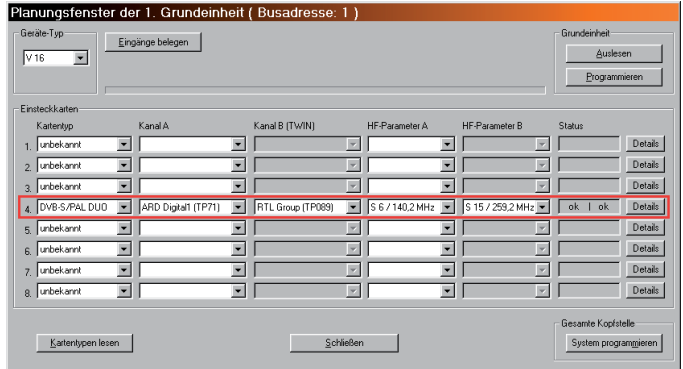 Planungsfenster der 1. Grundeinheit ( Busadresse: 1 )
Geräte-Typ
Grundeinheit
Eingänge belegen
V 16
Auslesen
Programmieren
Einsteckkarten
Kartentyp Kanal A Kanal B (TWIN) HF-Parameter A HF-Parameter B Status
1. unbekannt Details
2. unbekannt Details
3. unbekannt Details
4. DVB-S/PAL DUO ARD Digital1 (TP71) RTL Group (TP089) S 6 / 140,2 MHz S 15 / 259,2 MHz ok | ok Details
5. unbekannt Details
6. unbekannt Details
7. unbekannt Details
8. unbekannt Details
Gesamte Kopfstelle
Kartentypen lesen Schließen System programmieren